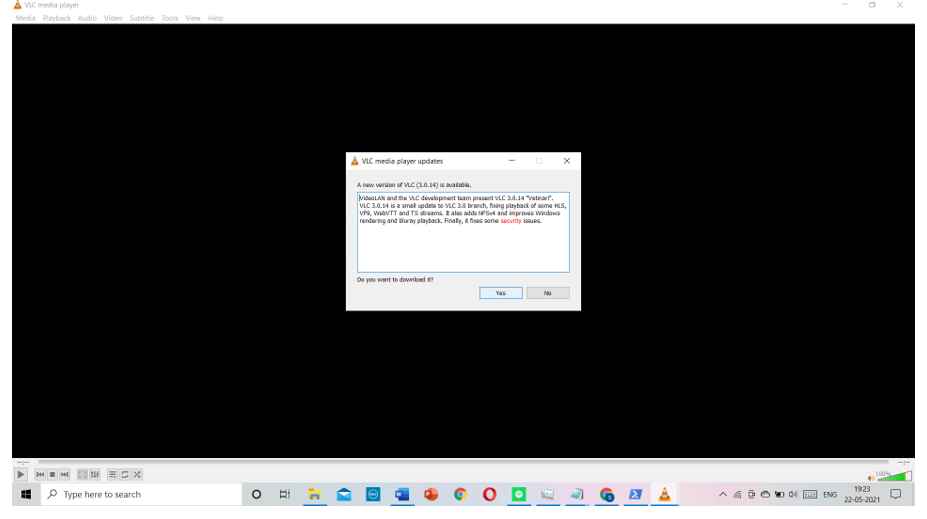 VLC media player
Media Playback Audio Video Subtitle Tools View Help
VLC media player updates
A new version of VLC (3.0.14) is available.
VideoLAN and the VLC development team present VLC 3.0.14 "Vetinari".
VLC 3.0.14 is a small update to VLC 3.0 branch, fixing playback of some HLS,
VP9, WebVTT and TS streams. It also adds NFSv4 and improves Windows
rendering and bluray playback. Finally, it fixes some security issues.
Do you want to download it?
Yes No
--:-- --:--
100%
Type here to search
ENG
19:23
22-05-2021